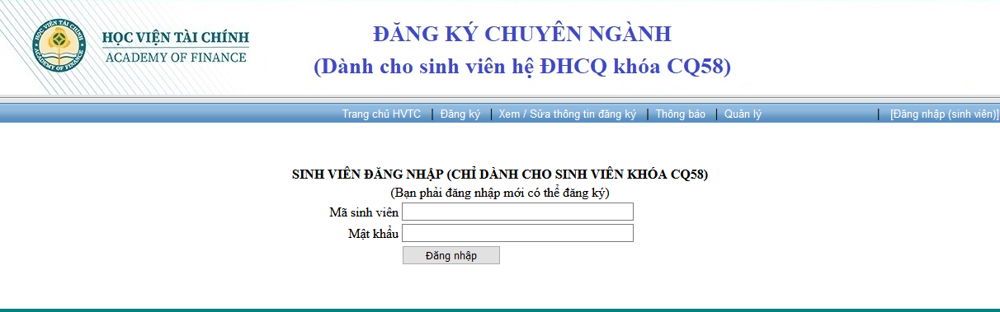 HỌC VIỆN TÀI CHÍNH
ACADEMY OF FINANCE
HỌC VIỆN TÀI CHÍNH
ACADEMY OF FINANCE
ĐĂNG KÝ CHUYÊN NGÀNH
(Dành cho sinh viên hệ ĐHCQ khóa CQ58)
Trang chủ HVTC | Đăng ký | Xem / Sửa thông tin đăng ký | Thông báo | Quản lý | [Đăng nhập (sinh viên)]
SINH VIÊN ĐĂNG NHẬP (CHỈ DÀNH CHO SINH VIÊN KHÓA CQ58)
(Bạn phải đăng nhập mới có thể đăng ký)
Mã sinh viên
Mật khẩu
Đăng nhập